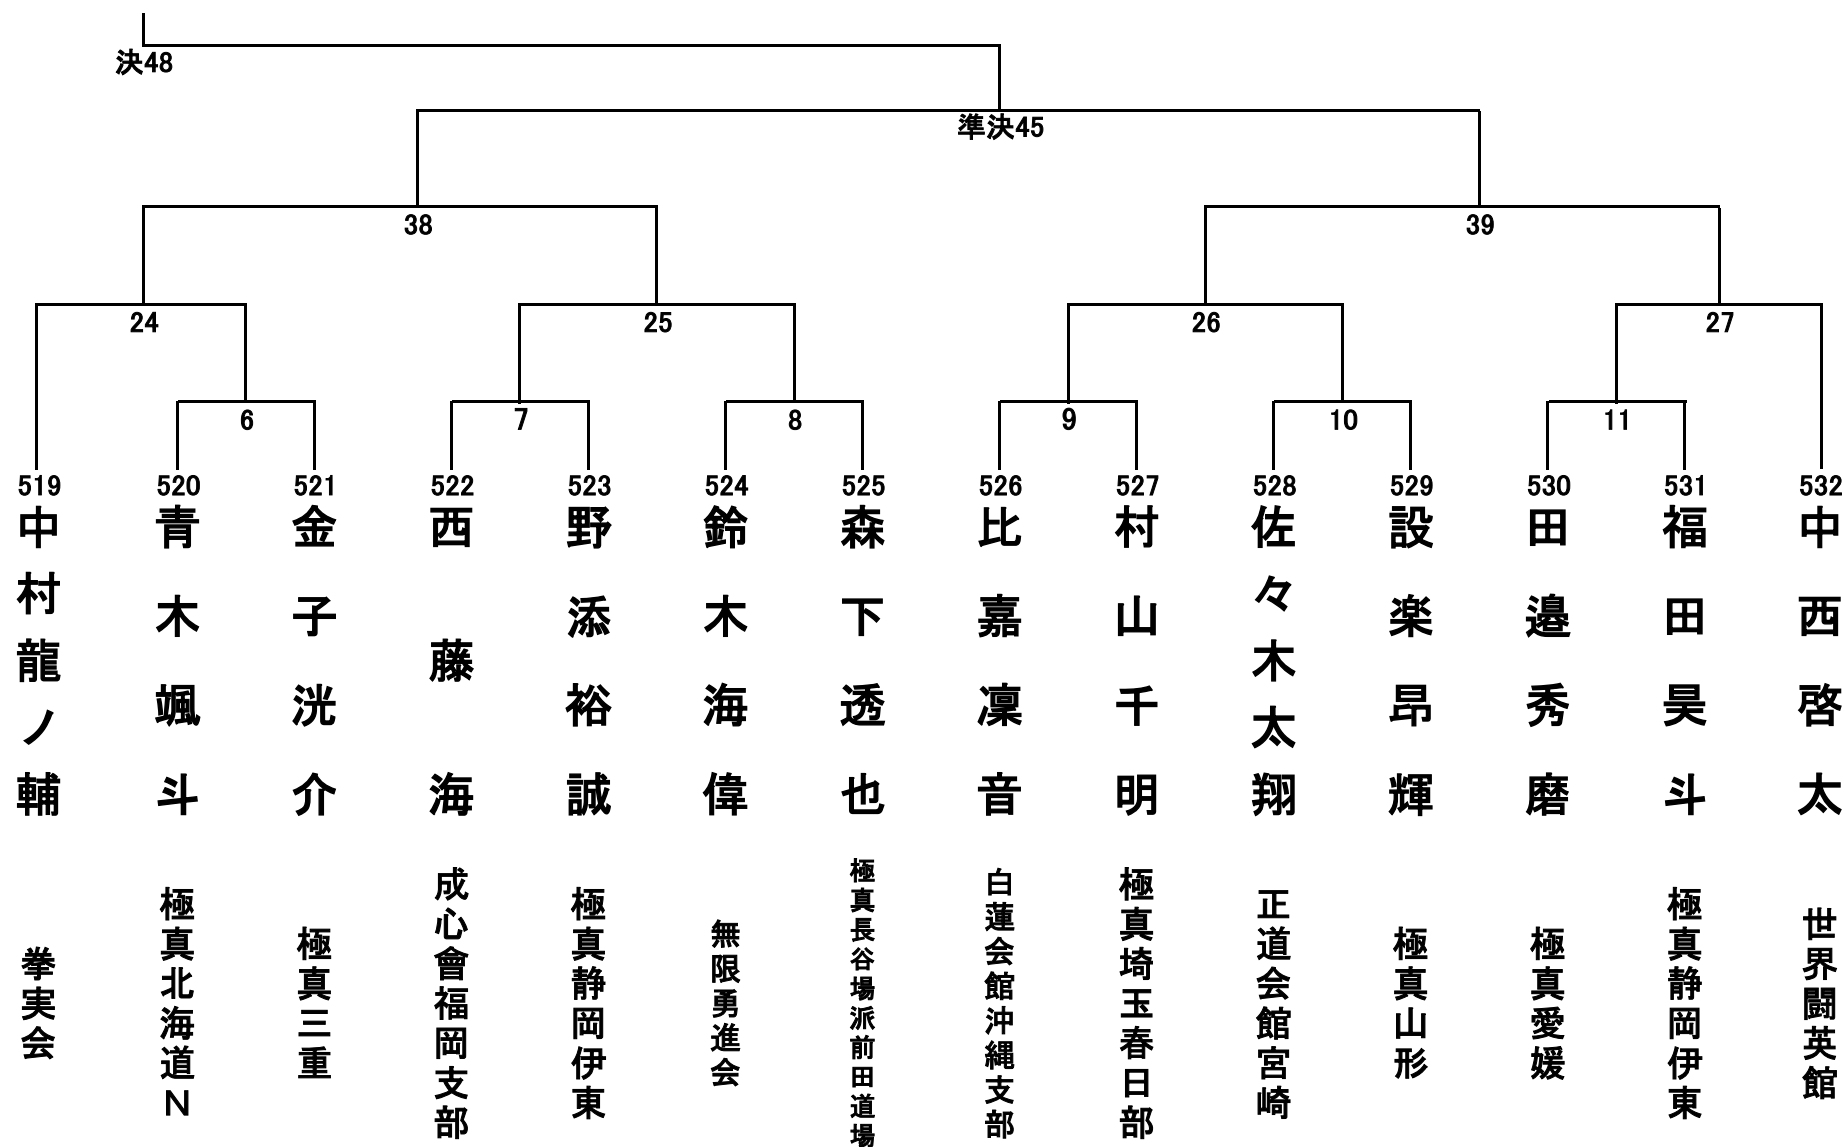 決48
準決45
38
39
24
25
26
27
6
7
8
9
10
11
519
520
521
522
523
524
525
526
527
528
529
530
531
532
中村龍ノ輔
青木颯斗
金子洸介
西藤海
野添裕誠
鈴木海偉
森下透也
比嘉凜音
村山千明
佐々木太翔
設楽昂輝
田邉秀磨
福田昊斗
中西啓太
拳実会
極真北海道N
極真三重
成心會福岡支部
極真静岡伊東
無限勇進会
極真長谷場派前田道場
白蓮会館沖縄支部
極真埼玉春日部
正道会館宮崎
極真山形
極真愛媛
極真静岡伊東
世界闘英館